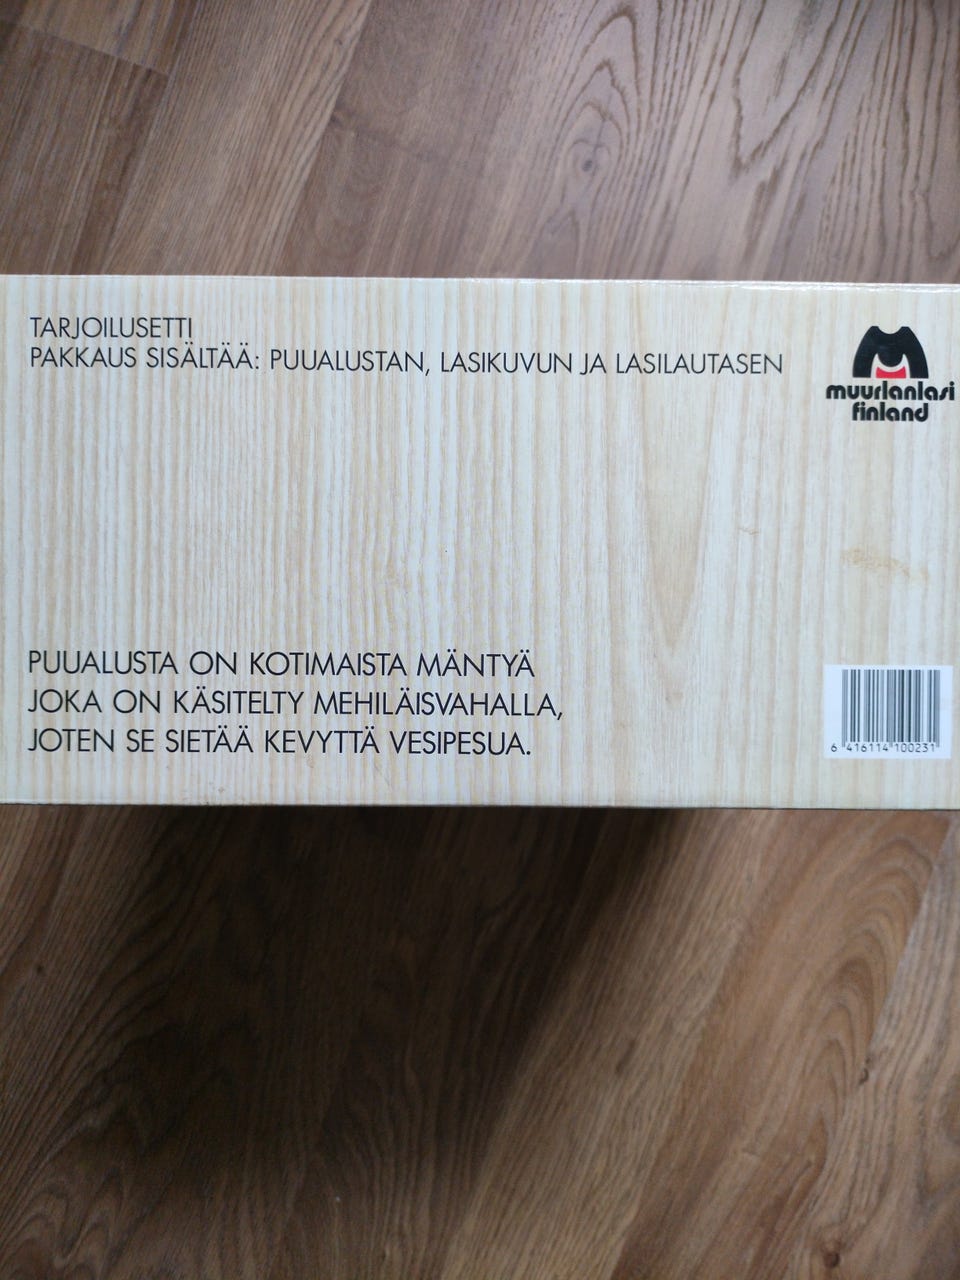 TARJOILUSETTI
PAKKAUS SISÄLTÄÄ: PUUALUSTAN, LASIKUVUN JA LASILAUTASEN
muurlanlasi
finland
PUUALUSTA ON KOTIMAISTA MÄNTYÄ
JOKA ON KÄSITELTY MEHILÄISVAHALLA,
JOTEN SE SIETÄÄ KEVYTTÄ VESIPESUA.
6 416114 100231